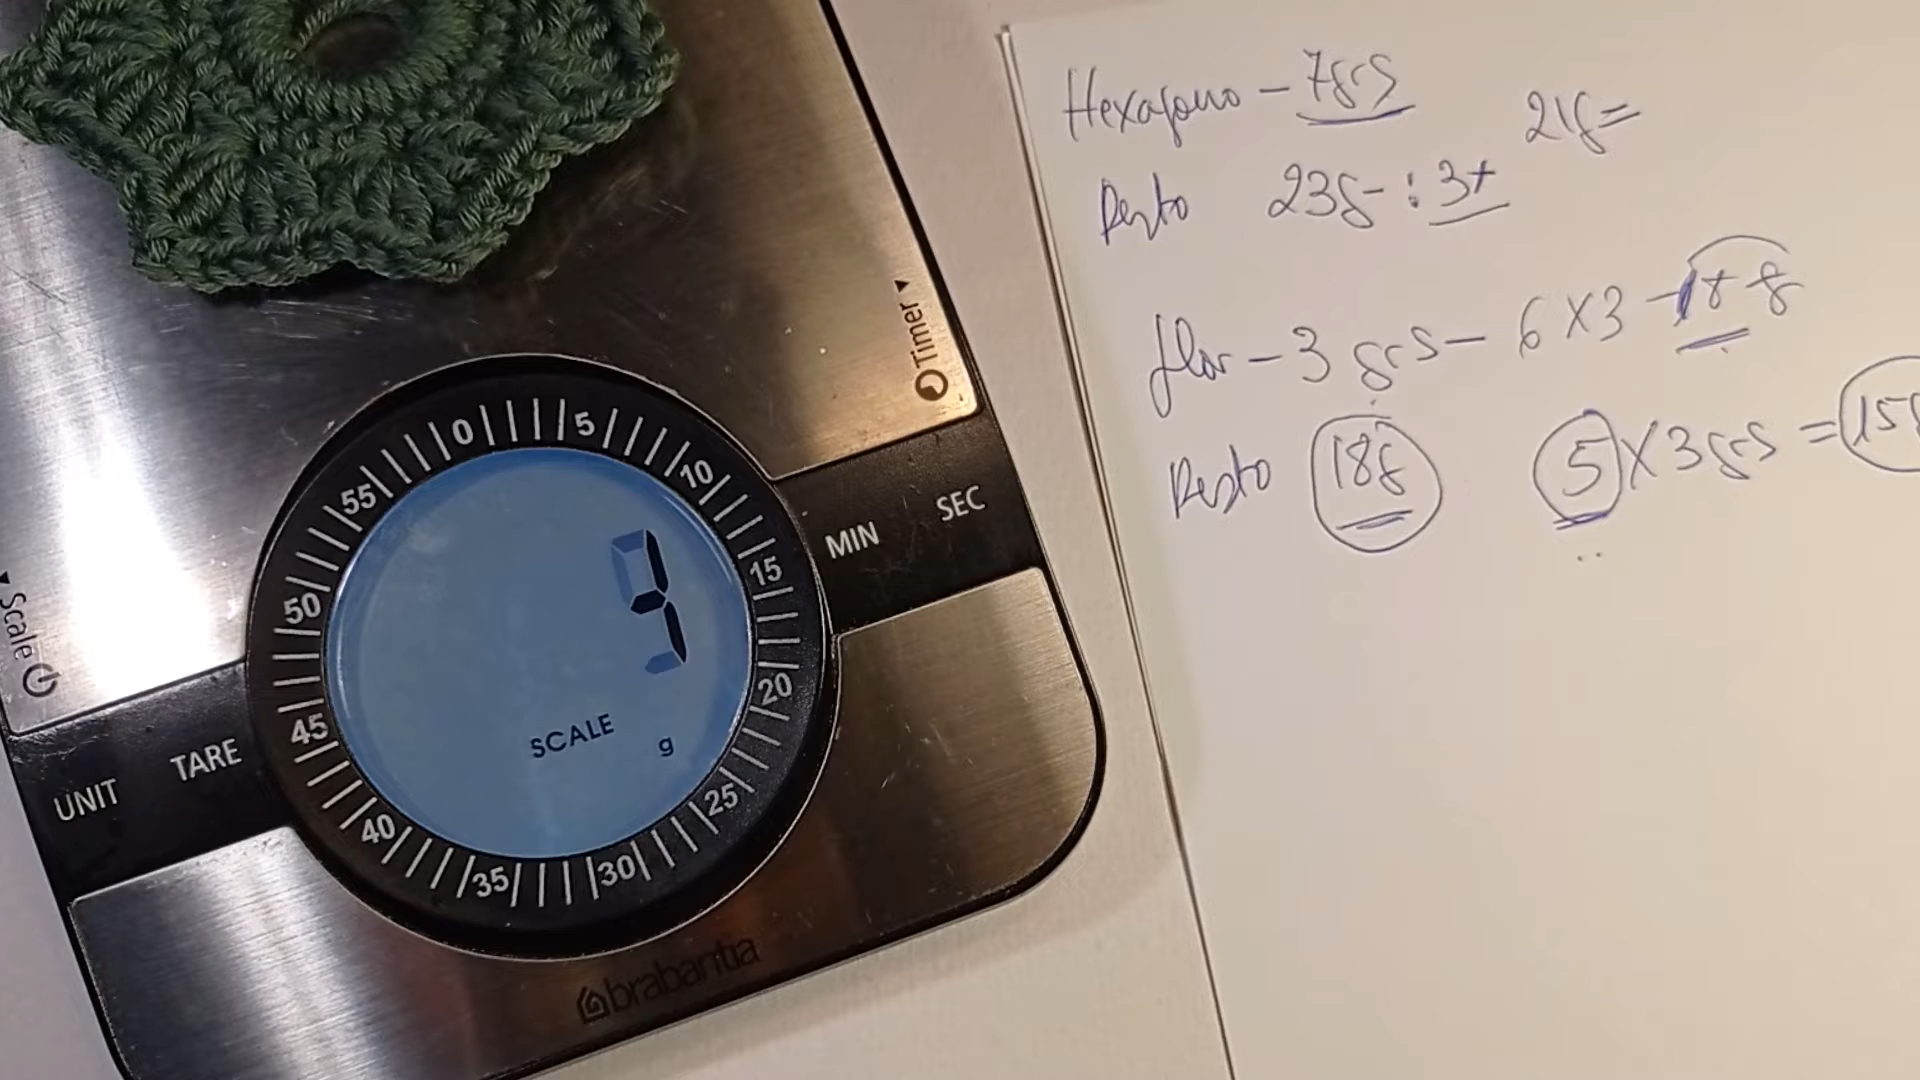 Timer
MIN SEC
Scale
UNIT TARE
0 5 10 15 20 25 30 35 40 45 50 55
SCALE
g
brabantia
Hexagono - 7grs
21g=
Resto 23g- : 3+
flor - 3 grs - 6 X 3 - 18 g
Resto 18g 5 X 3grs = 15g